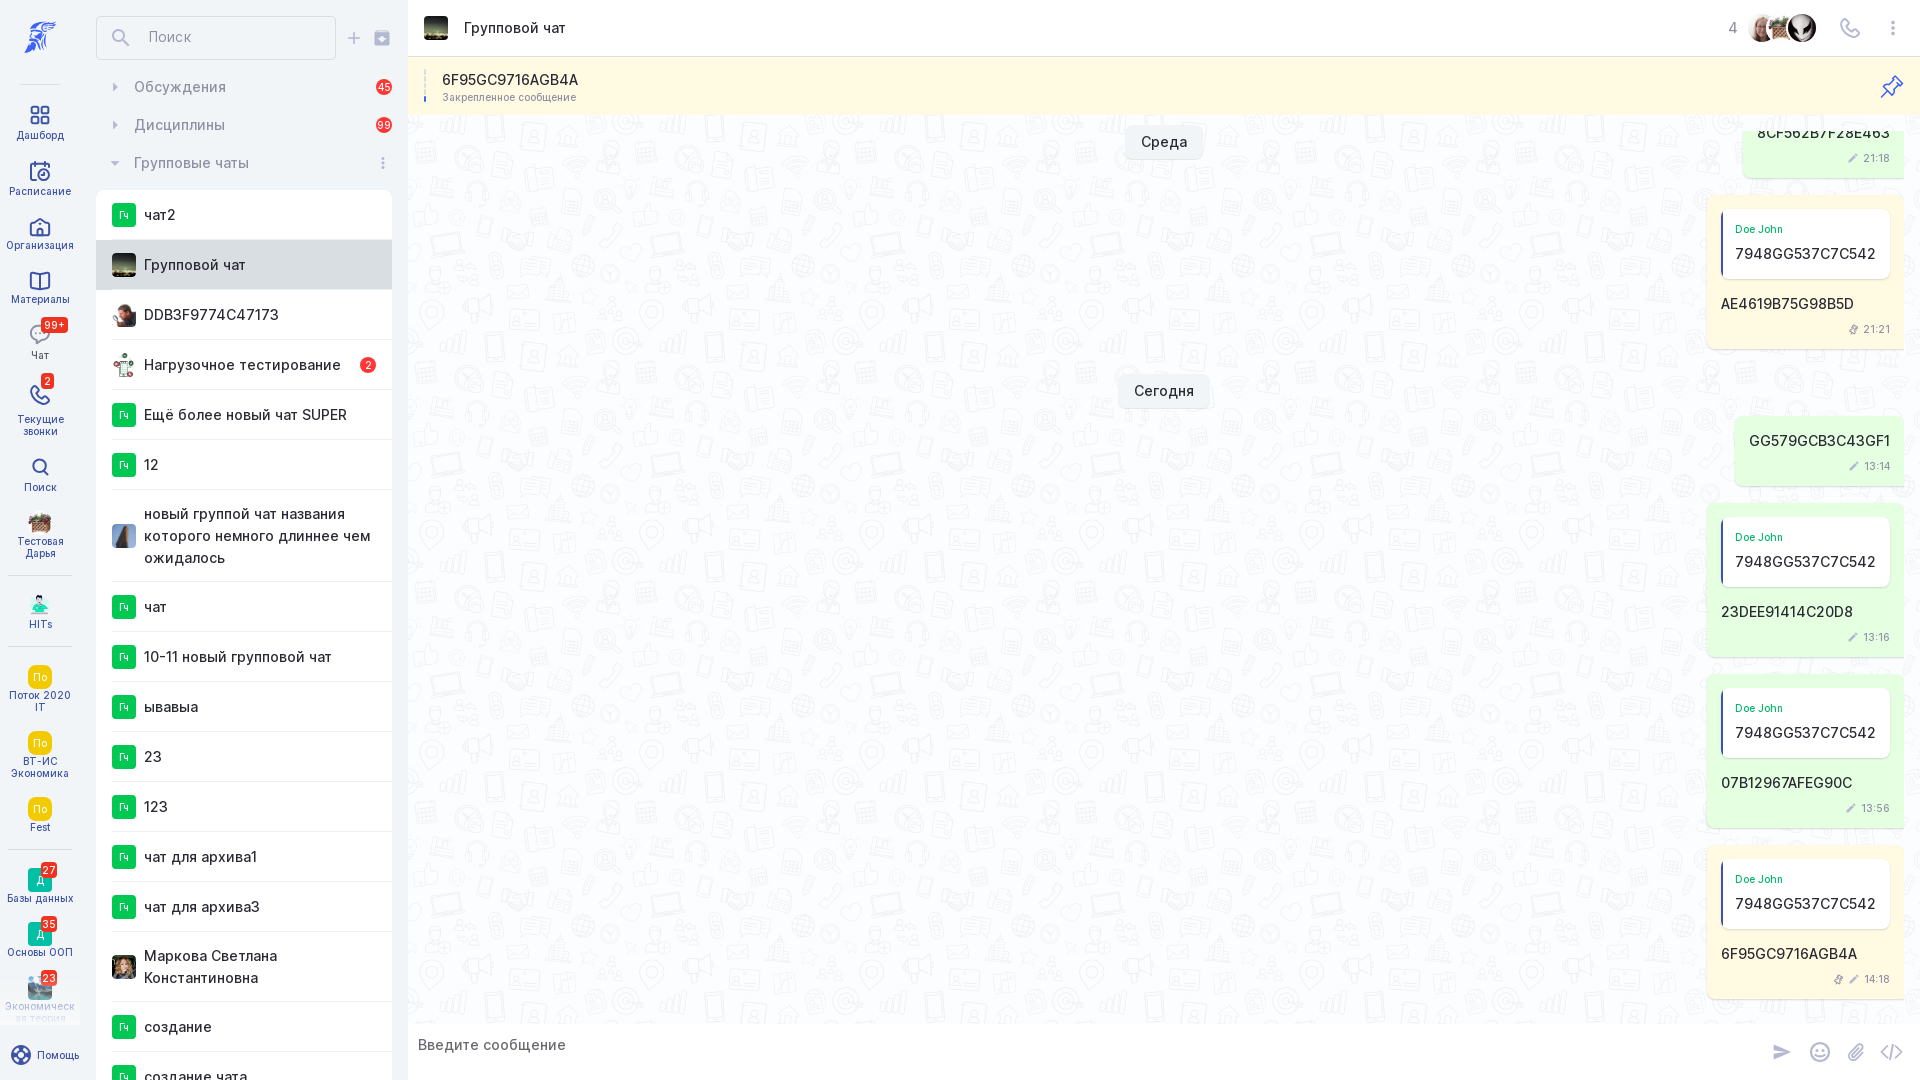 Дашборд
Расписание
Организация
Материалы
99+
Чат
2
Текущие
звонки
Поиск
Тестовая
Дарья
HITs
По
Поток 2020
IT
По
ВТ-ИС
Экономика
По
Fest
27
Д
Базы данных
35
Д
Основы ООП
23
Экономическ
ая теория
Помощь
Поиск
Обсуждения
45
Дисциплины
99
Групповые чаты
Гч
чат2
Групповой чат
DDB3F9774C47173
Нагрузочное тестирование
2
Гч
Ещё более новый чат SUPER
Гч
12
новый группой чат названия
которого немного длиннее чем
ожидалось
Гч
чат
Гч
10-11 новый групповой чат
Гч
ывавыа
Гч
23
Гч
123
Гч
чат для архива1
Гч
чат для архива3
Маркова Светлана
Константиновна
Гч
создание
Гч
создание чата
Групповой чат
4
6F95GC9716AGB4A
Закрепленное сообщение
Среда
8CF562B7F28E463
21:18
Doe John
7948GG537C7C542
AE4619B75G98B5D
21:21
Сегодня
GG579GCB3C43GF1
13:14
Doe John
7948GG537C7C542
23DEE91414C20D8
13:16
Doe John
7948GG537C7C542
07B12967AFEG90C
13:56
Doe John
7948GG537C7C542
6F95GC9716AGB4A
14:18
Введите сообщение